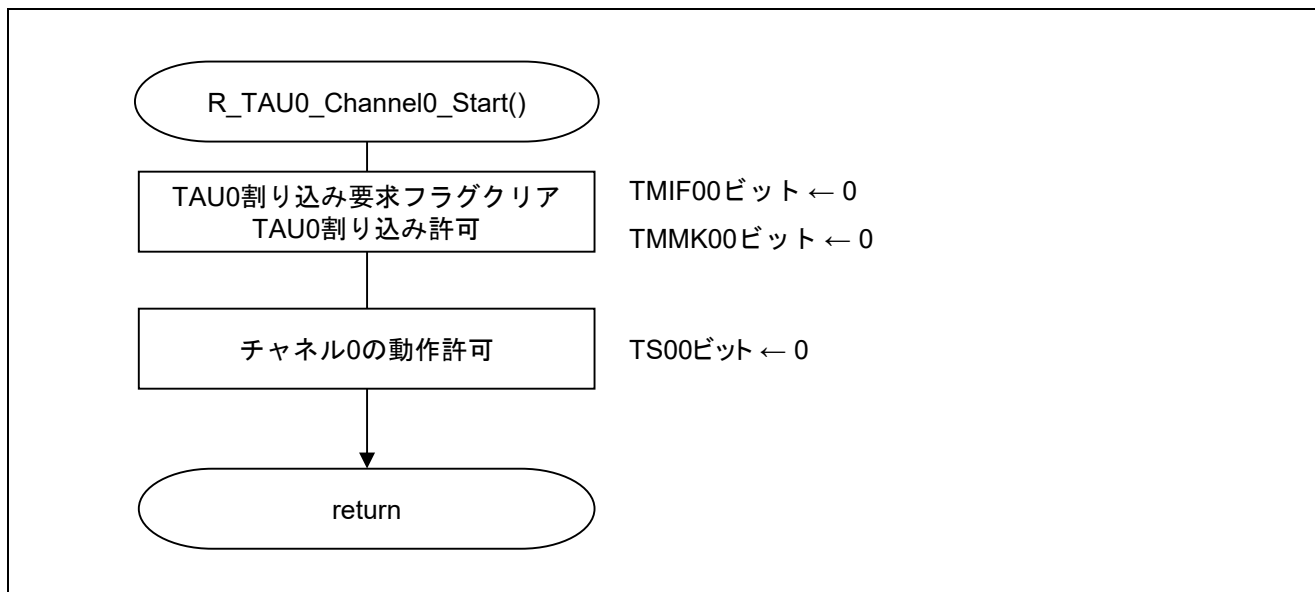 R_TAU0_Channel0_Start()
TAU0割り込み要求フラグクリア
TAU0割り込み許可
TMIF00ビット ← 0
TMMK00ビット ← 0
チャネル0の動作許可
TS00ビット ← 0
return